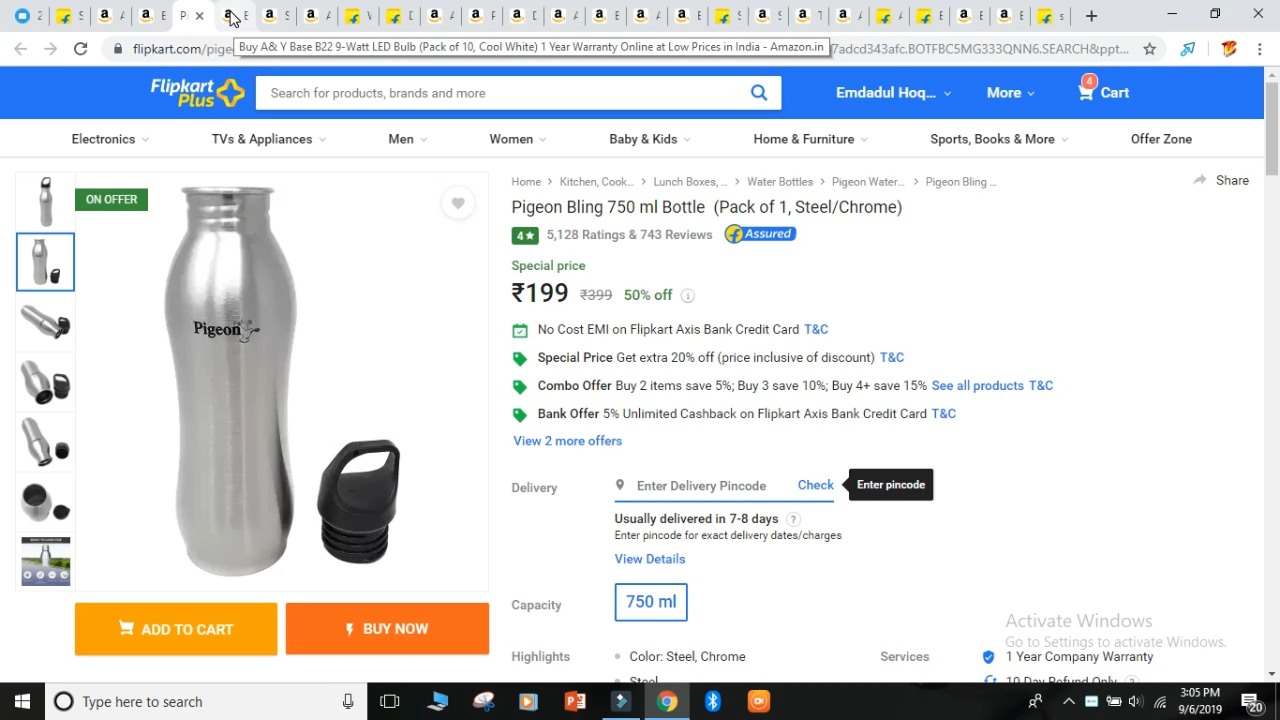 flipkart.com/pige
7adcd343afc.BOTFBC5MG333QNN6.SEARCH&ppt...
Buy A& Y Base B22 9-Watt LED Bulb (Pack of 10, Cool White) 1 Year Warranty Online at Low Prices in India - Amazon.in
Flipkart
Plus
Search for products, brands and more
Emdadul Hoq...
More
4
Cart
Electronics
TVs & Appliances
Men
Women
Baby & Kids
Home & Furniture
Sports, Books & More
Offer Zone
Home > Kitchen, Cook... > Lunch Boxes, ... > Water Bottles > Pigeon Water... > Pigeon Bling ...
Share
ON OFFER
Pigeon
Pigeon Bling 750 ml Bottle (Pack of 1, Steel/Chrome)
4★ 5,128 Ratings & 743 Reviews Assured
Special price
₹199 ₹399 50% off
No Cost EMI on Flipkart Axis Bank Credit Card T&C
Special Price Get extra 20% off (price inclusive of discount) T&C
Combo Offer Buy 2 items save 5%; Buy 3 save 10%; Buy 4+ save 15% See all products T&C
Bank Offer 5% Unlimited Cashback on Flipkart Axis Bank Credit Card T&C
View 2 more offers
Delivery
Enter Delivery Pincode
Check
Enter pincode
Usually delivered in 7-8 days ?
Enter pincode for exact delivery dates/charges
View Details
Capacity
750 ml
ADD TO CART
BUY NOW
Highlights
Color: Steel, Chrome
Steel
Services
1 Year Company Warranty
10 Day Refund Only
Activate Windows
Go to Settings to activate Windows.
Type here to search
3:05 PM
9/6/2019
20